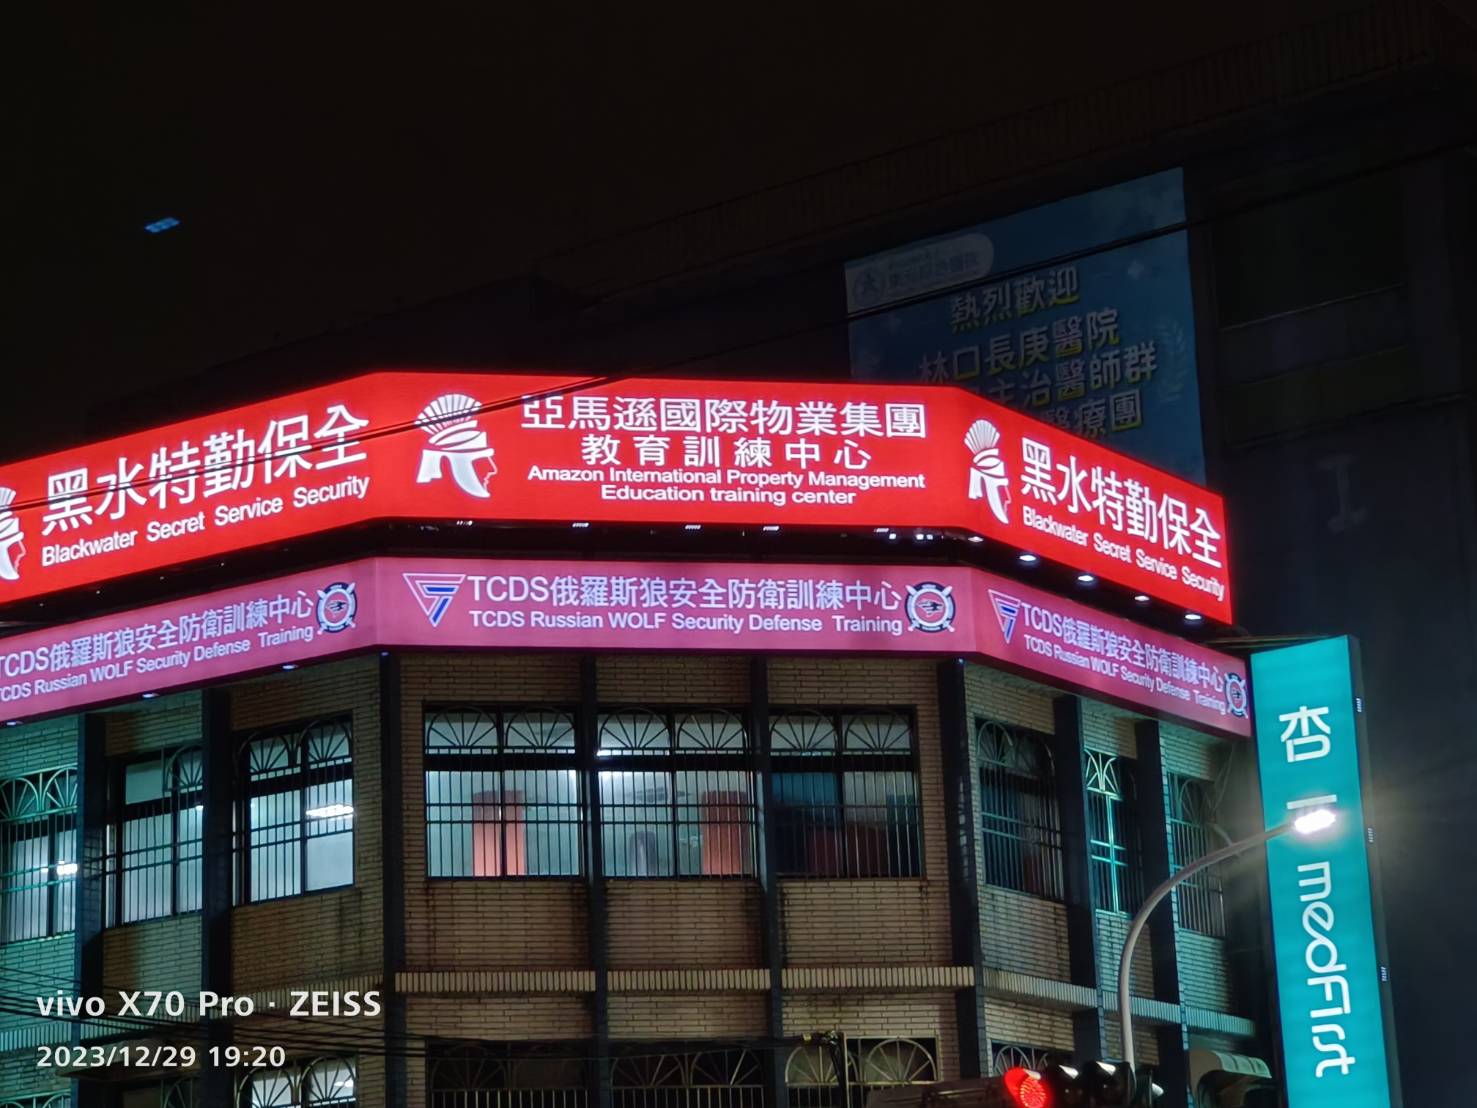 熱烈歡迎
林口長庚醫院
主治醫師群
醫療團
黑水特勤保全
Blackwater Secret Service Security
亞馬遜國際物業集團
教育訓練中心
Amazon International Property Management
Education training center
黑水特勤保全
Blackwater Secret Service Security
TCDS俄羅斯狼安全防衛訓練中心
TCDS Russian WOLF Security Defense Training
TCDS俄羅斯狼安全防衛訓練中心
TCDS Russian WOLF Security Defense Training
TCDS俄羅斯狼安全防衛訓練中心
TCDS Russian WOLF Security Defense Training
杏一 medFirst
vivo X70 Pro · ZEISS
2023/12/29 19:20